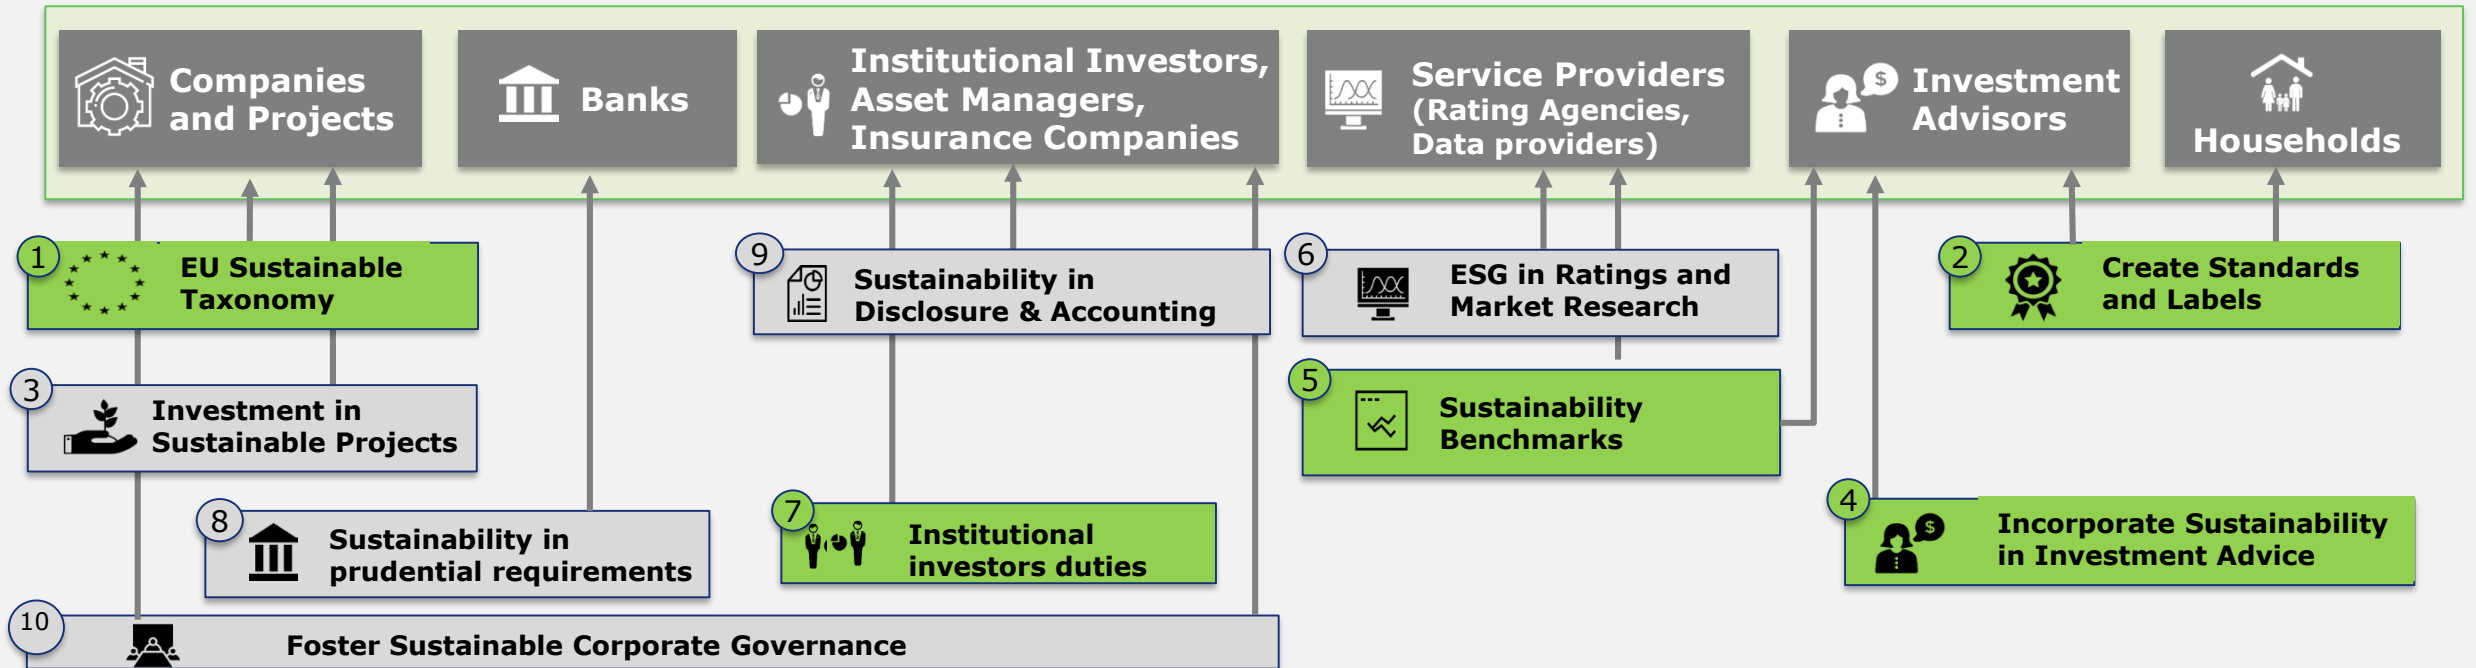 Companies
and Projects
Banks
Institutional Investors,
Asset Managers,
Insurance Companies
Service Providers
(Rating Agencies,
Data providers)
$
Investment
Advisors
Households
1
EU Sustainable
Taxonomy
9
Sustainability in
Disclosure & Accounting
6
ESG in Ratings and
Market Research
2
Create Standards
and Labels
3
Investment in
Sustainable Projects
5
Sustainability
Benchmarks
8
Sustainability in
prudential requirements
7
Institutional
investors duties
4
$
Incorporate Sustainability
in Investment Advice
10
Foster Sustainable Corporate Governance